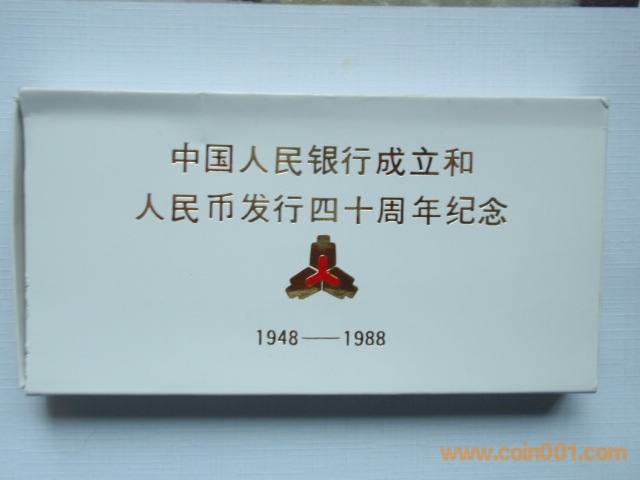 中国人民银行成立和
人民币发行四十周年纪念
1948——1988
www.coin001.com